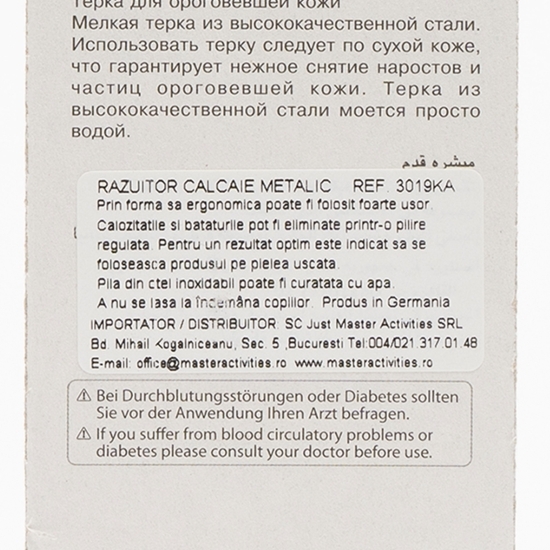 Терка для ороговевшей кожи
Мелкая терка из высококачественной стали.
Использовать терку следует по сухой коже,
что гарантирует нежное снятие наростов и
частиц ороговевшей кожи. Терка из
высококачественной стали моется просто
водой.
مبشره قدم
RAZUITOR CALCAIE METALIC REF. 3019KA
Prin forma sa ergonomica poate fi folosit foarte usor.
Calozitatile si bataturile pot fi eliminate printr-o pilire
regulata. Pentru un rezultat optim este indicat sa se
foloseasca produsul pe pielea uscata.
Pila din otel inoxidabil poate fi curatata cu apa.
A nu se lasa la îndemâna copiilor. Produs in Germania
IMPORTATOR / DISTRIBUITOR: SC Just Master Activities SRL
Bd. Mihail Kogalniceanu, Sec. 5 ,Bucuresti Tel:004/021.317.01.48
E-mail: office@masteractivities.ro www.masteractivities.ro
⚠ Bei Durchblutungsstörungen oder Diabetes sollten
Sie vor der Anwendung Ihren Arzt befragen.
⚠ If you suffer from blood circulatory problems or
diabetes please consult your doctor before use.